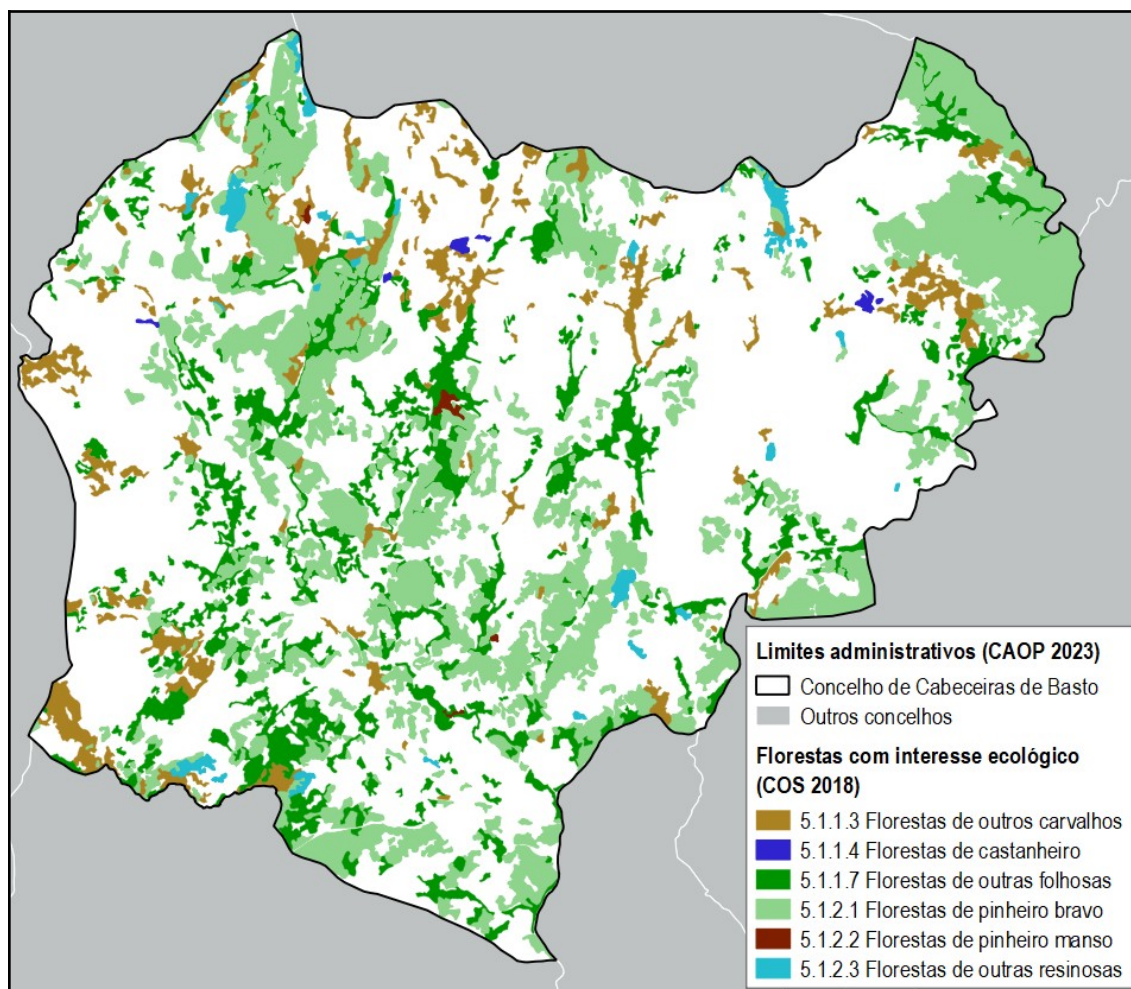 Limites administrativos (CAOP 2023)
Concelho de Cabeceiras de Basto
Outros concelhos
Florestas com interesse ecológico
(COS 2018)
5.1.1.3 Florestas de outros carvalhos
5.1.1.4 Florestas de castanheiro
5.1.1.7 Florestas de outras folhosas
5.1.2.1 Florestas de pinheiro bravo
5.1.2.2 Florestas de pinheiro manso
5.1.2.3 Florestas de outras resinosas